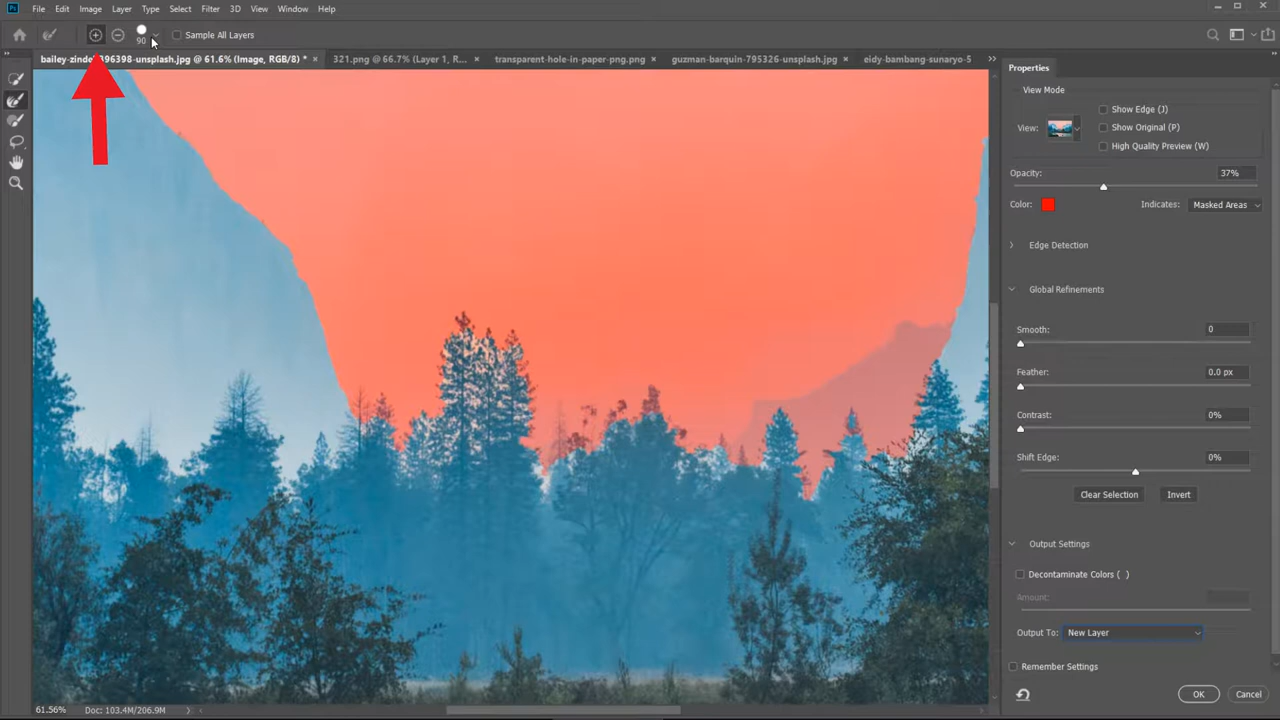 Ps File Edit Image Layer Type Select Filter 3D View Window Help
90 Sample All Layers
bailey-zinde 396398-unsplash.jpg @ 61.6% (Image, RGB/8) * × 321.png @ 66.7% (Layer 1, R... × transparent-hole-in-paper-png.png × guzman-barquin-795326-unsplash.jpg × eidy-bambang-sunaryo-5
Properties
View Mode
Show Edge (J)
View: Show Original (P)
High Quality Preview (W)
Opacity: 37%
Color: Indicates: Masked Areas
Edge Detection
Global Refinements
Smooth: 0
Feather: 0.0 px
Contrast: 0%
Shift Edge: 0%
Clear Selection Invert
Output Settings
Decontaminate Colors ( )
Amount:
Output To: New Layer
Remember Settings
OK Cancel
61.56% Doc: 103.4M/206.9M